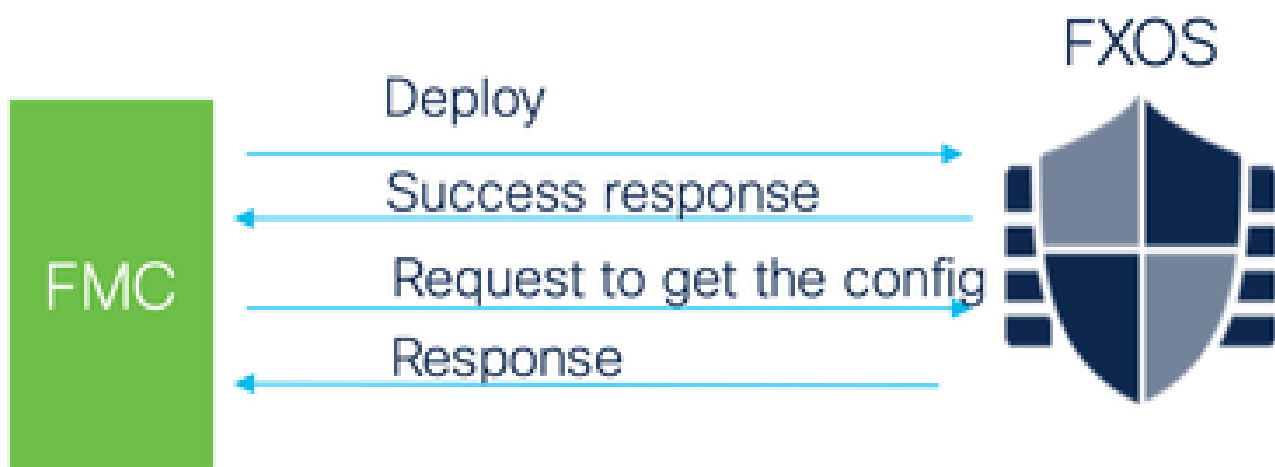 FXOS
Deploy
Success response
FMC
Request to get the config
Response